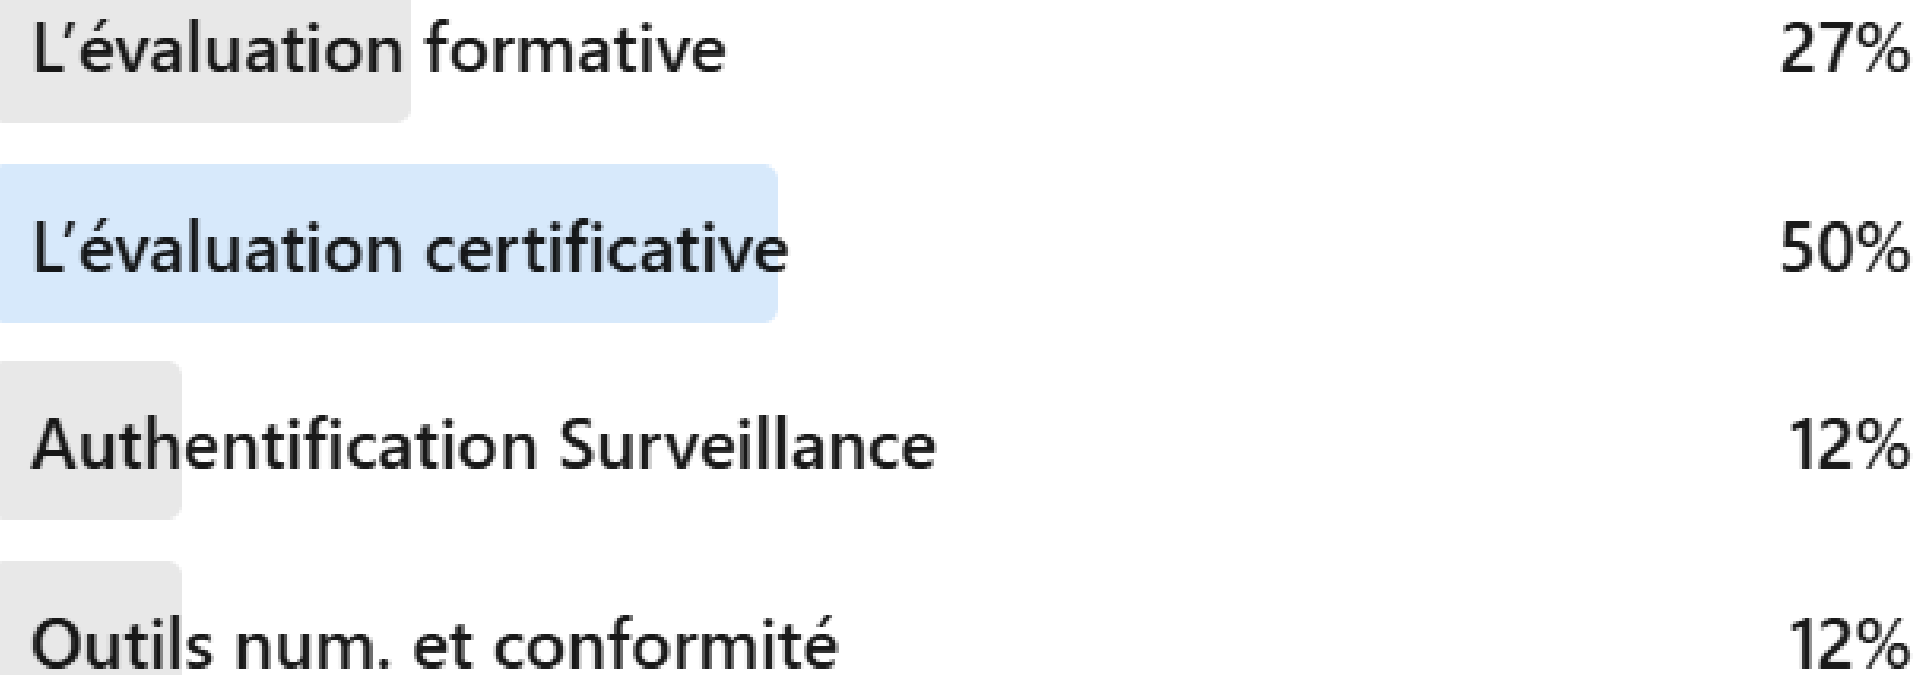 L’évaluation formative 27%
L’évaluation certificative 50%
Authentification Surveillance 12%
Outils num. et conformité 12%